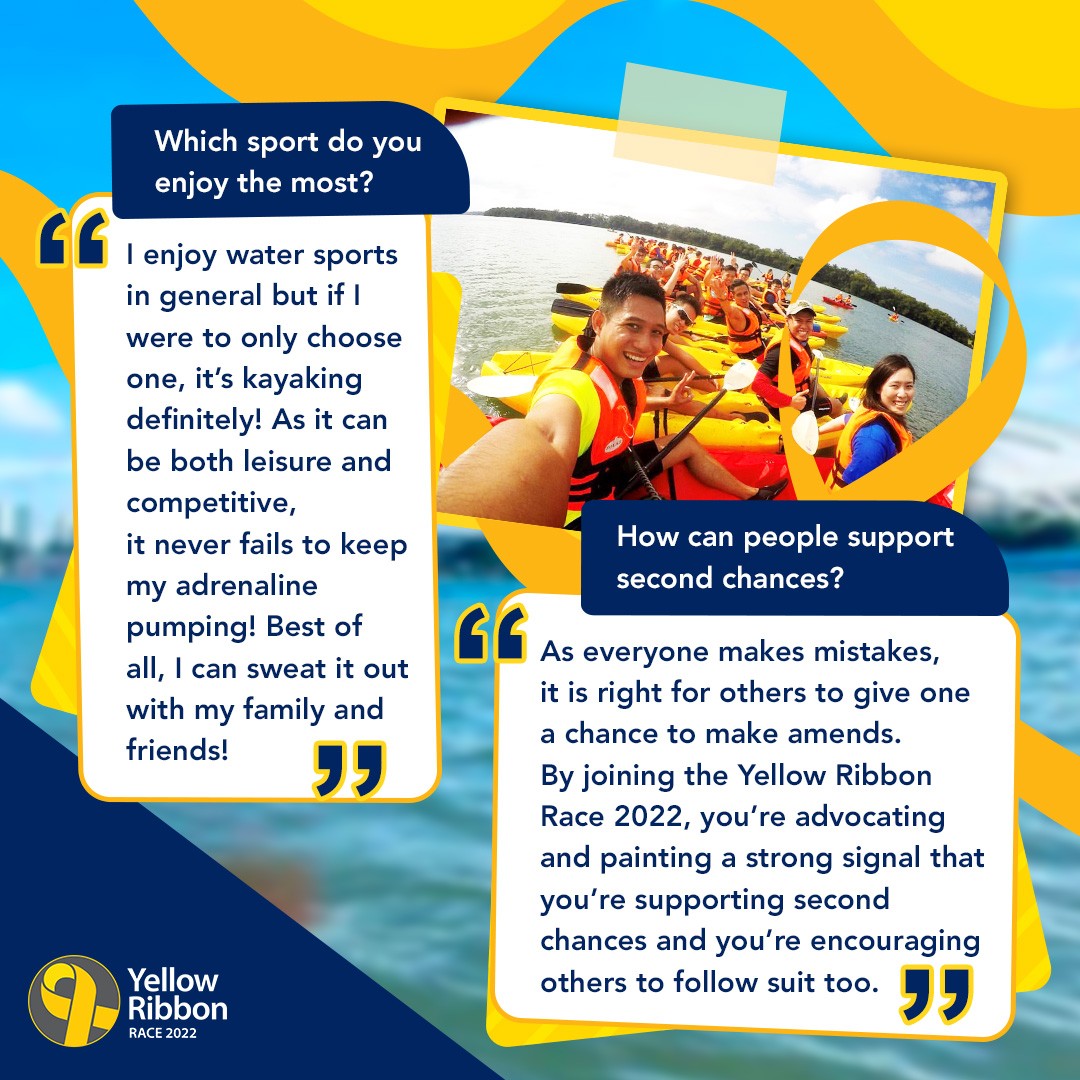 Which sport do you
enjoy the most?
“
I enjoy water sports
in general but if I
were to only choose
one, it’s kayaking
definitely! As it can
be both leisure and
competitive,
it never fails to keep
my adrenaline
pumping! Best of
all, I can sweat it out
with my family and
friends!
”
How can people support
second chances?
“
As everyone makes mistakes,
it is right for others to give one
a chance to make amends.
By joining the Yellow Ribbon
Race 2022, you’re advocating
and painting a strong signal that
you’re supporting second
chances and you’re encouraging
others to follow suit too.
”
Yellow
Ribbon
RACE 2022